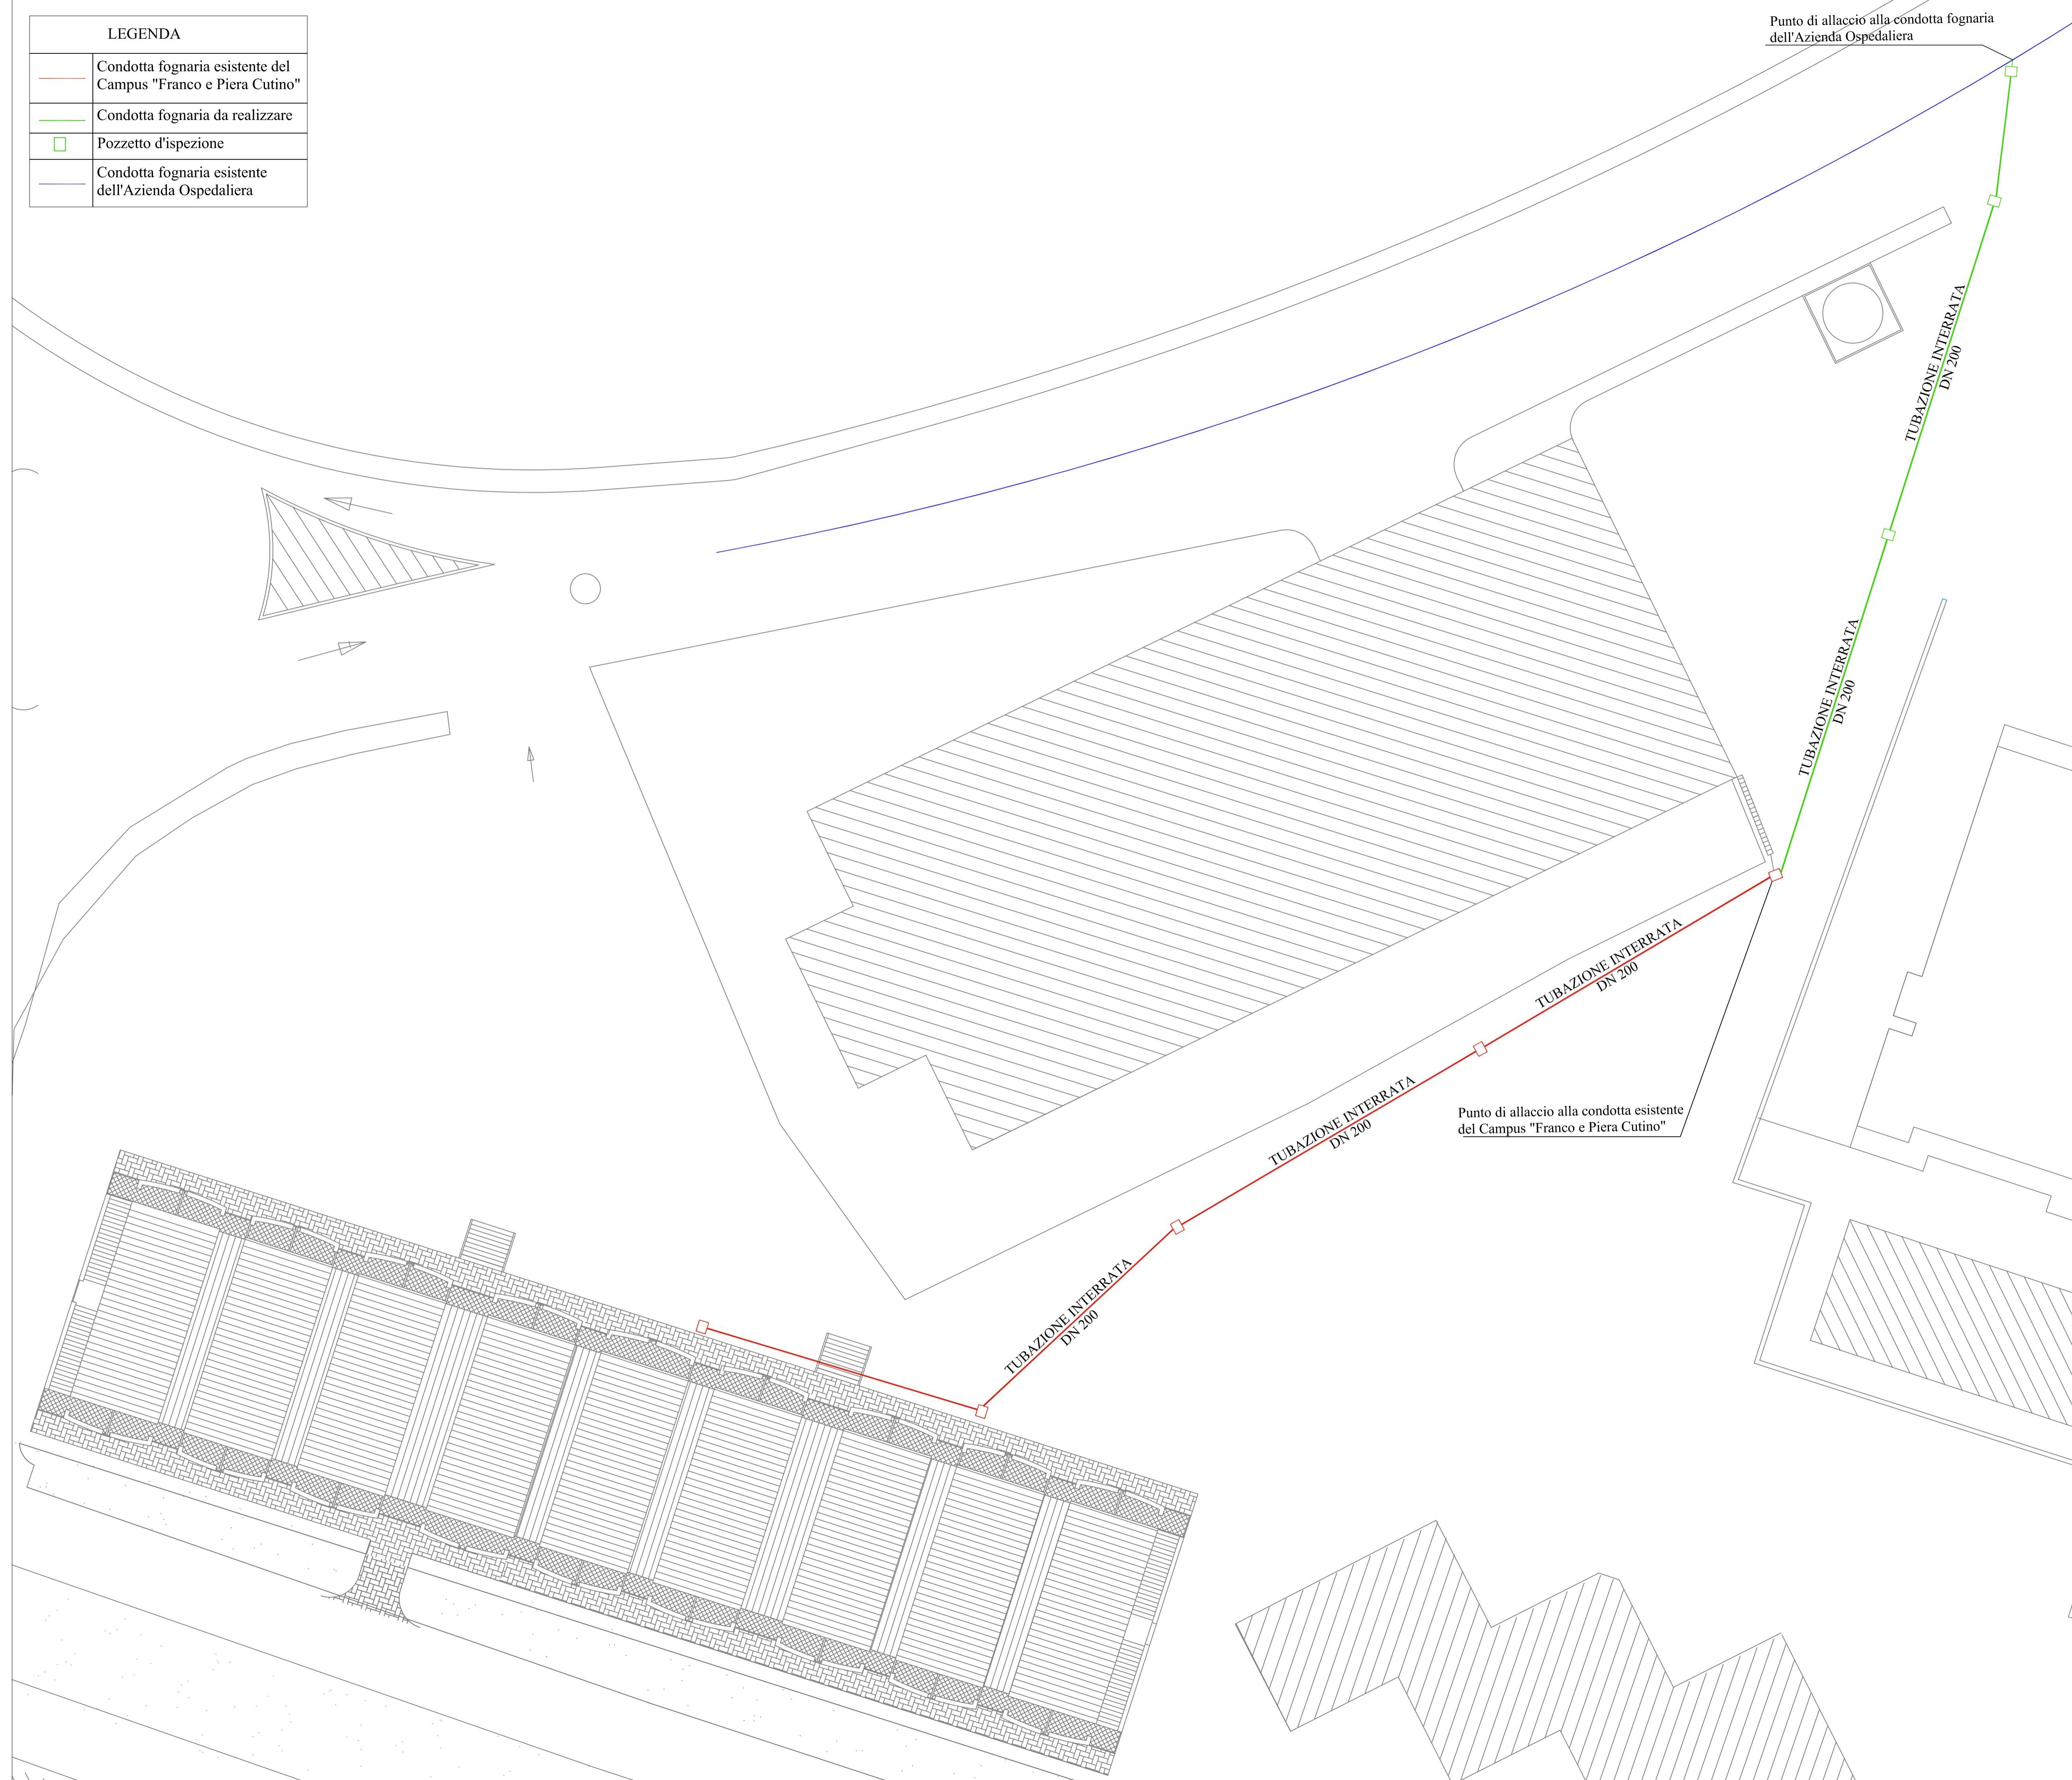 LEGENDA
Condotta fognaria esistente del
Campus "Franco e Piera Cutino"
Condotta fognaria da realizzare
Pozzetto d'ispezione
Condotta fognaria esistente
dell'Azienda Ospedaliera
Punto di allaccio alla condotta fognaria
dell'Azienda Ospedaliera
TUBAZIONE INTERRATA
DN 200
TUBAZIONE INTERRATA
DN 200
TUBAZIONE INTERRATA
DN 200
Punto di allaccio alla condotta esistente
del Campus "Franco e Piera Cutino"
TUBAZIONE INTERRATA
DN 200
TUBAZIONE INTERRATA
DN 200